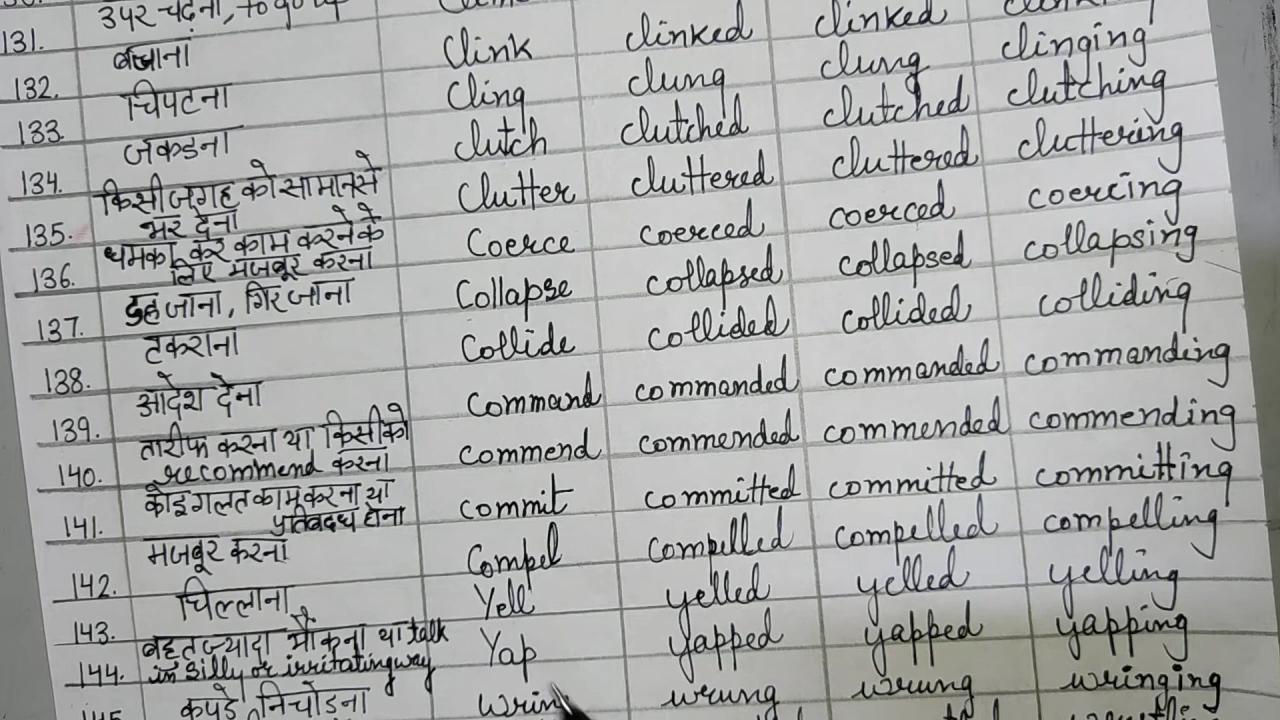 131. ऊपर चढ़ना, to go up
बजाना Clink clinked clinked clinging
132. चिपटना Cling clung clung clutching
133. जकडना Clutch clutched clutched cluttering
134. किसी जगह को सामान से भर देना Clutter cluttered cluttered coercing
135. धमका कर काम करने के लिए मजबूर करना Coerce coerced coerced collapsing
136. ढह जाना, गिर जाना Collapse collapsed collapsed colliding
137. टकराना Collide collided collided commanding
138. आदेश देना Command commanded commanded commending
139. तारीफ करना या किसी को recommend करना Commend commended commended committing
140. कोई गलत काम करना या प्रतिबद्ध होना commit committed committed compelling
141. मजबूर करना Compel compelled compelled yelling
142. चिल्लाना Yell yelled yelled yapping
143. बहुत ज्यादा भौकना या talk in silly or irritating way Yap yapped yapped wringing
144. कपडे निचोडना wrung wrung
145.